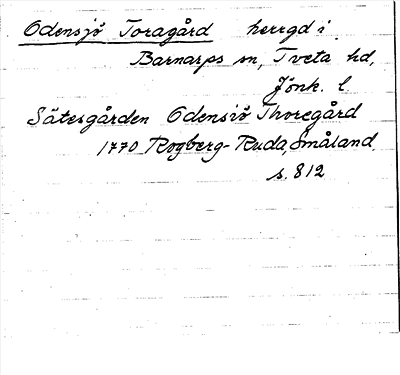 Odensjö Toragård herrgd i
Barnarps sn, Tveta hd,
Jönk. l.
Sätesgården Odensiö Thoregård
1770 Rogberg-Ruda, Småland
s. 812